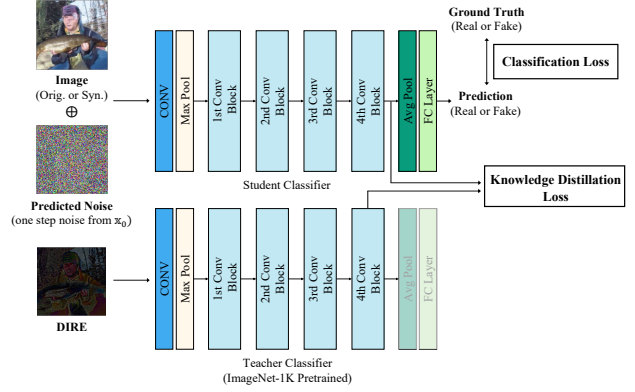 Image
(Orig. or Syn.)
⊕
Predicted Noise
(one step noise from 𝕩₀)
DIRE
CONV
Max Pool
1st Conv
Block
2nd Conv
Block
3rd Conv
Block
4th Conv
Block
Avg Pool
FC Layer
Student Classifier
Ground Truth
(Real or Fake)
Classification Loss
Prediction
(Real or Fake)
Knowledge Distillation
Loss
CONV
Max Pool
1st Conv
Block
2nd Conv
Block
3rd Conv
Block
4th Conv
Block
Avg Pool
FC Layer
Teacher Classifier
(ImageNet-1K Pretrained)